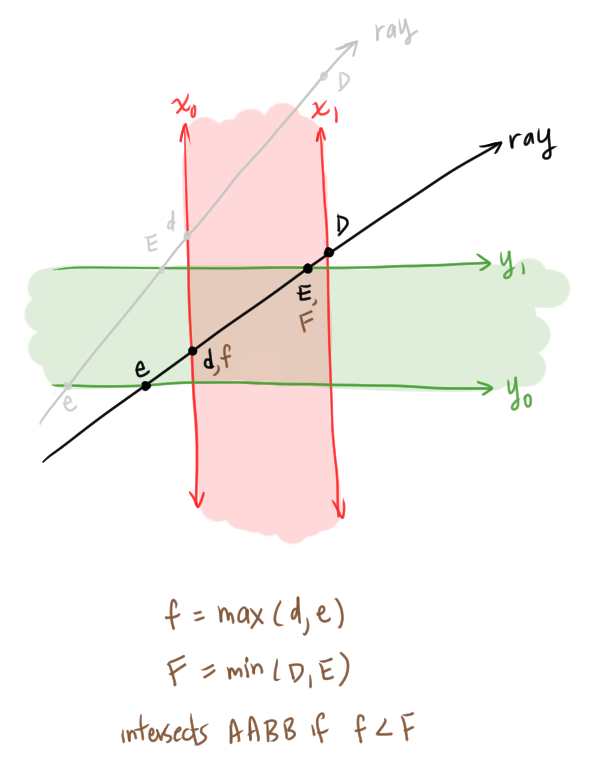 ray
D
x₀
x₁
ray
d
D
E
y₁
E,
F
e
d,f
e
y₀
f = max(d,e)
F = min(D,E)
intersects AABB if f < F